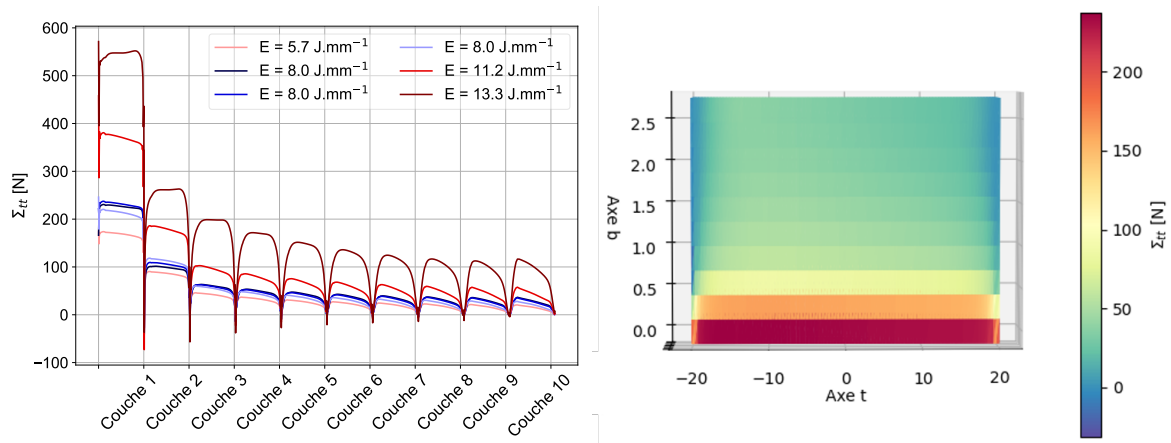 600
500
400
300
200
100
0
−100
Σtt [N]
E = 5.7 J.mm⁻¹
E = 8.0 J.mm⁻¹
E = 8.0 J.mm⁻¹
E = 8.0 J.mm⁻¹
E = 11.2 J.mm⁻¹
E = 13.3 J.mm⁻¹
Couche 1
Couche 2
Couche 3
Couche 4
Couche 5
Couche 6
Couche 7
Couche 8
Couche 9
Couche 10
Axe b
2.5
2.0
1.5
1.0
0.5
0.0
−20
−10
0
10
20
Axe t
200
150
100
50
0
Σtt [N]